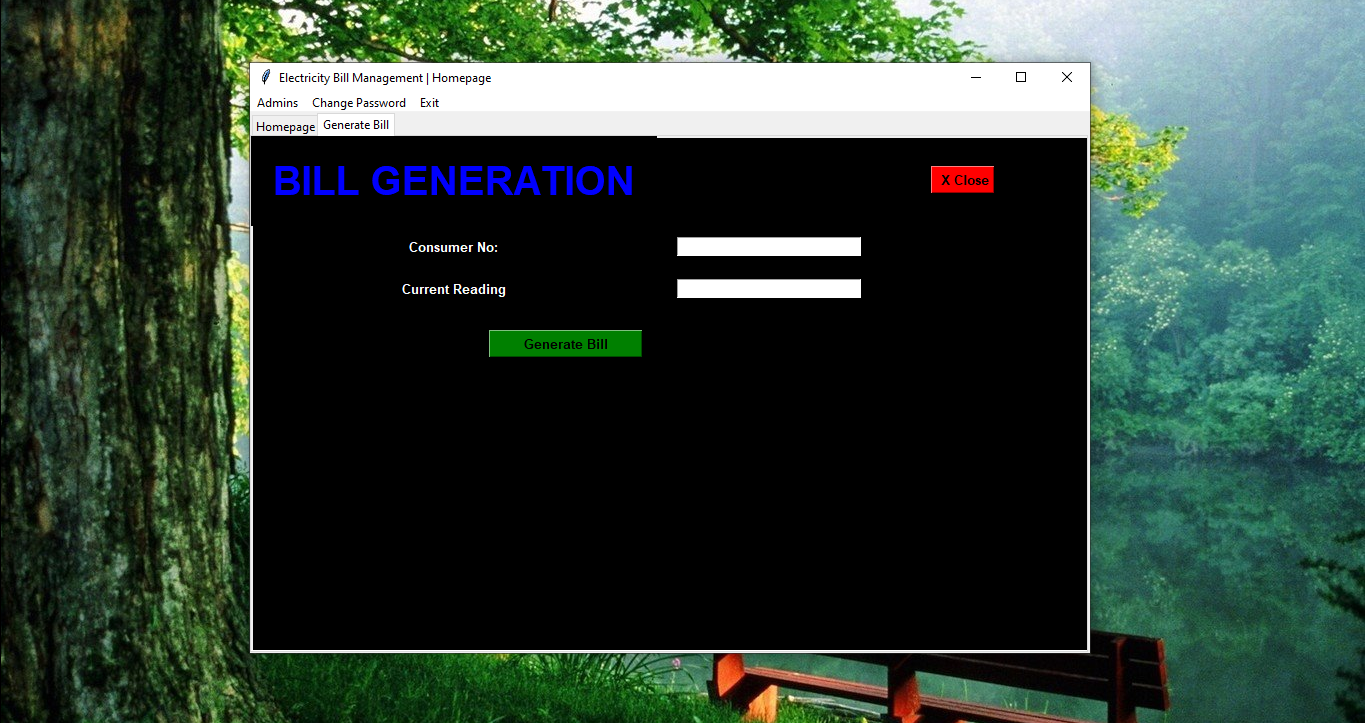 Electricity Bill Management | Homepage
Admins Change Password Exit
Homepage Generate Bill
BILL GENERATION
X Close
Consumer No:
Current Reading
Generate Bill